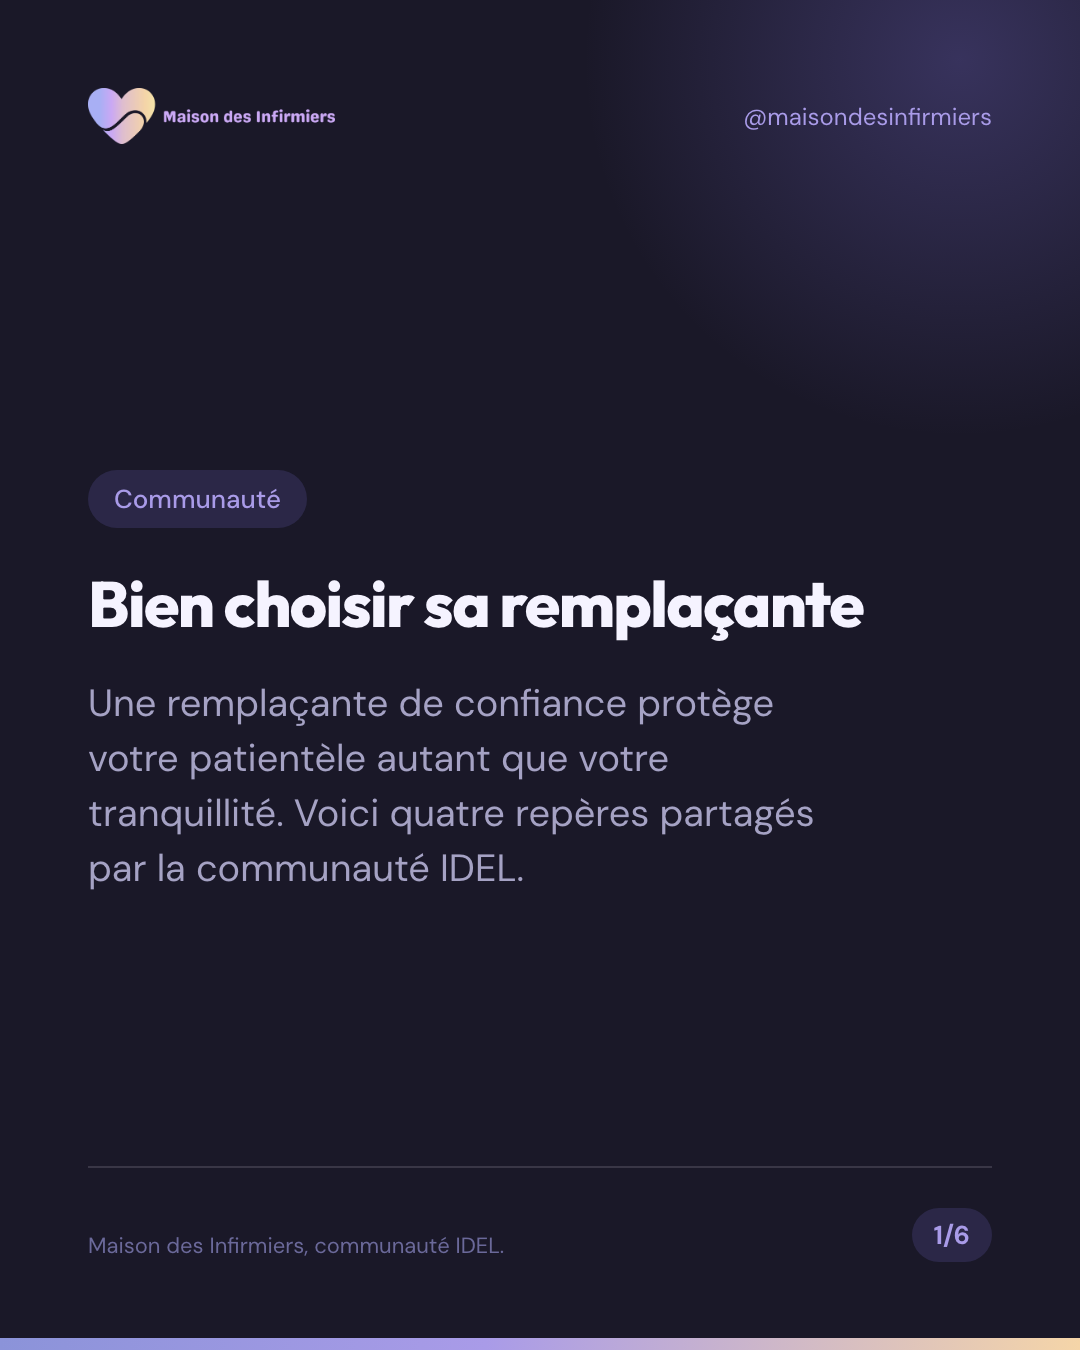 Maison des Infirmiers
@maisondesinfirmiers
Communauté
Bien choisir sa remplaçante
Une remplaçante de confiance protège
votre patientèle autant que votre
tranquillité. Voici quatre repères partagés
par la communauté IDEL.
Maison des Infirmiers, communauté IDEL.
1/6